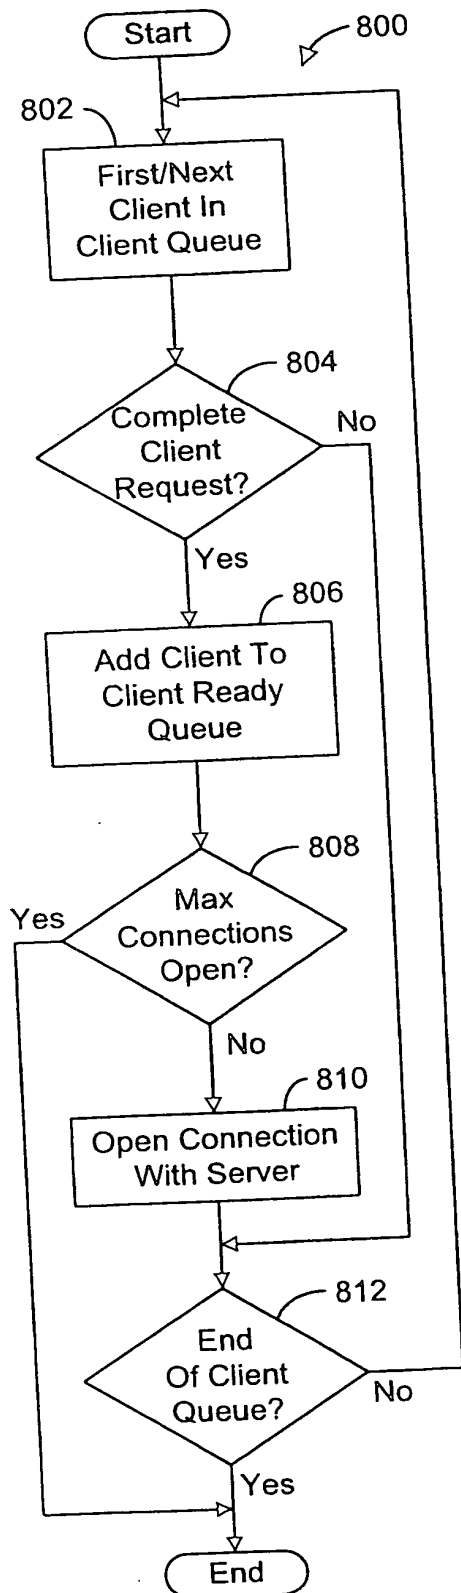 Start
800
802
First/Next
Client In
Client Queue
804
Complete
Client
Request?
No
Yes
806
Add Client To
Client Ready
Queue
808
Yes
Max
Connections
Open?
No
810
Open Connection
With Server
812
End
Of Client
Queue?
No
Yes
End